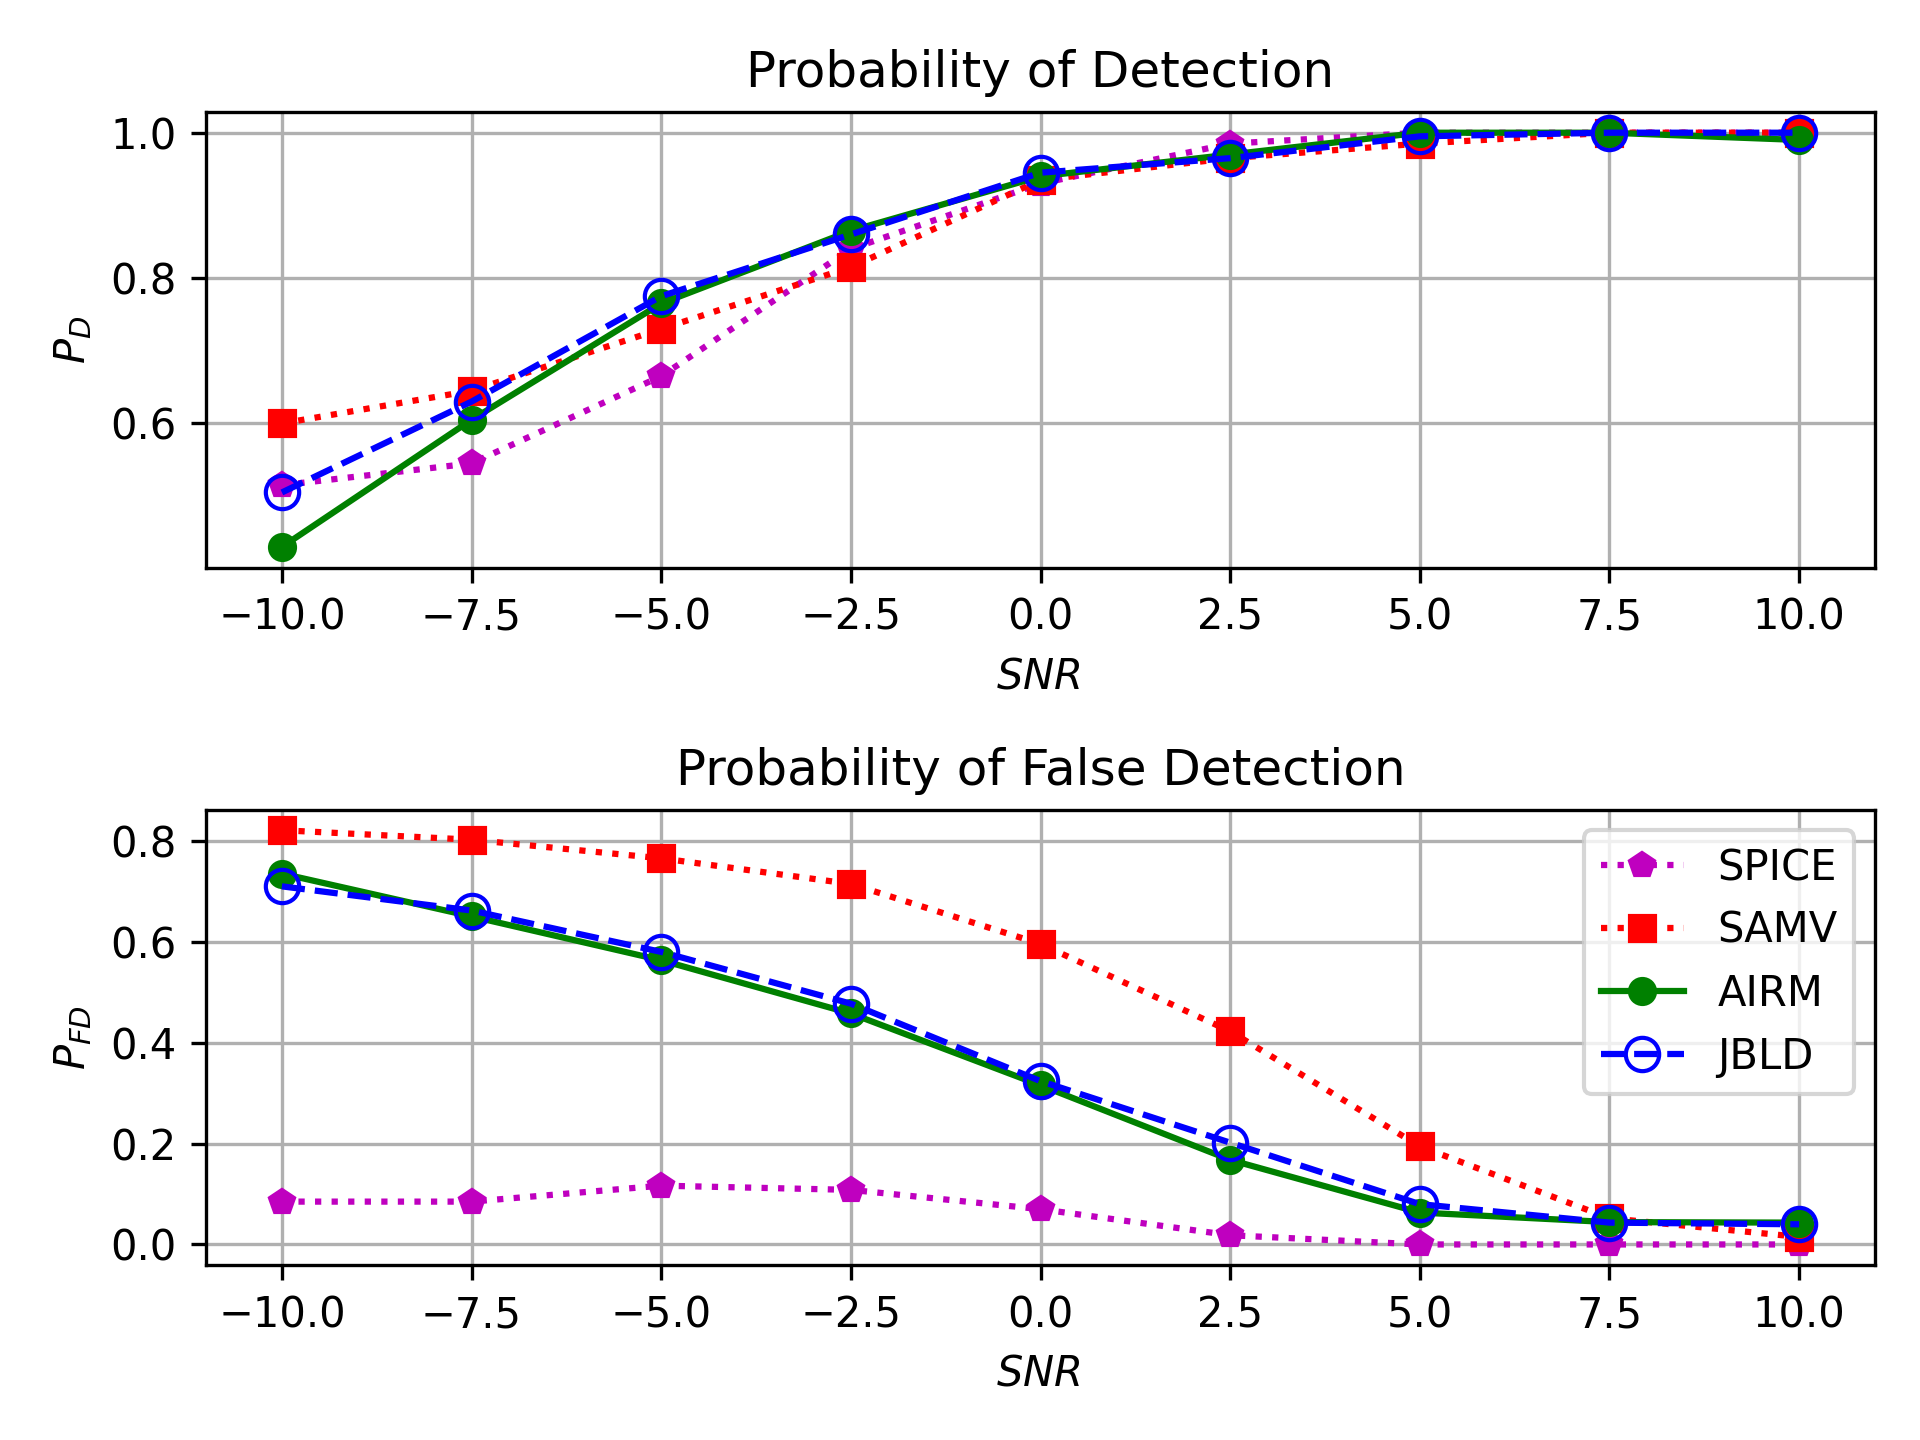 Probability of Detection
1.0
0.8
0.6
P_D
−10.0 −7.5 −5.0 −2.5 0.0 2.5 5.0 7.5 10.0
SNR
Probability of False Detection
0.8
0.6
0.4
0.2
0.0
P_FD
SPICE
SAMV
AIRM
JBLD
−10.0 −7.5 −5.0 −2.5 0.0 2.5 5.0 7.5 10.0
SNR